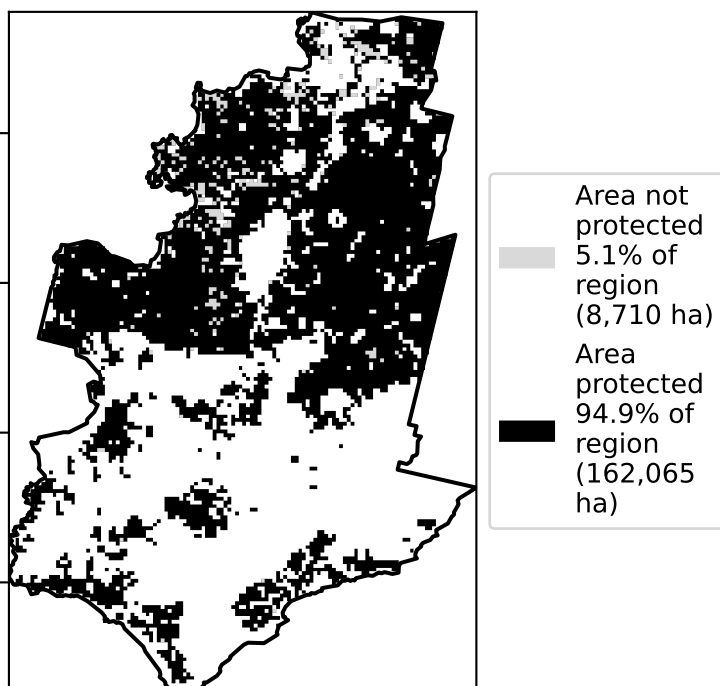 Area not
protected
5.1% of
region
(8,710 ha)
Area
protected
94.9% of
region
(162,065
ha)